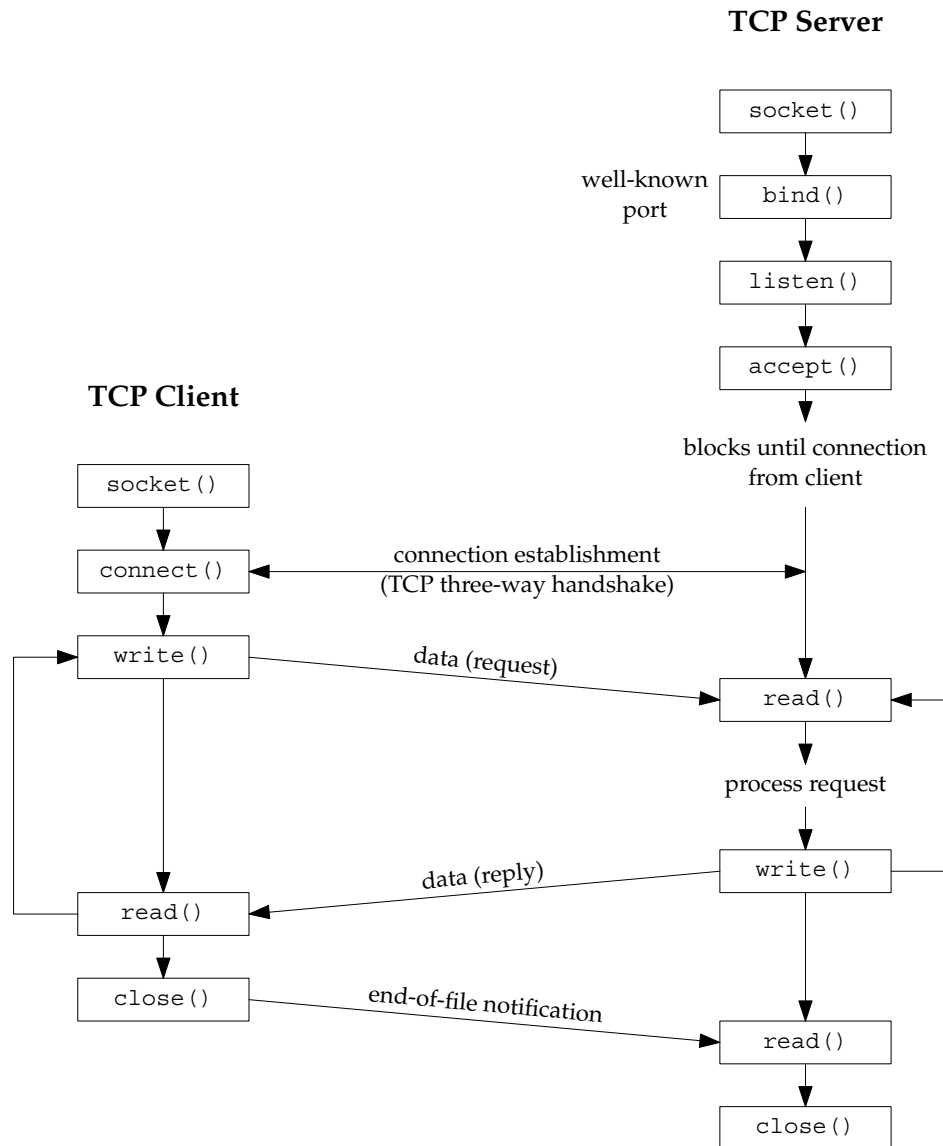 TCP Server
socket()
well-known
port
bind()
listen()
accept()
TCP Client
blocks until connection
from client
socket()
connection establishment
(TCP three-way handshake)
connect()
write()
data (request)
read()
process request
data (reply)
write()
read()
close()
end-of-file notification
read()
close()